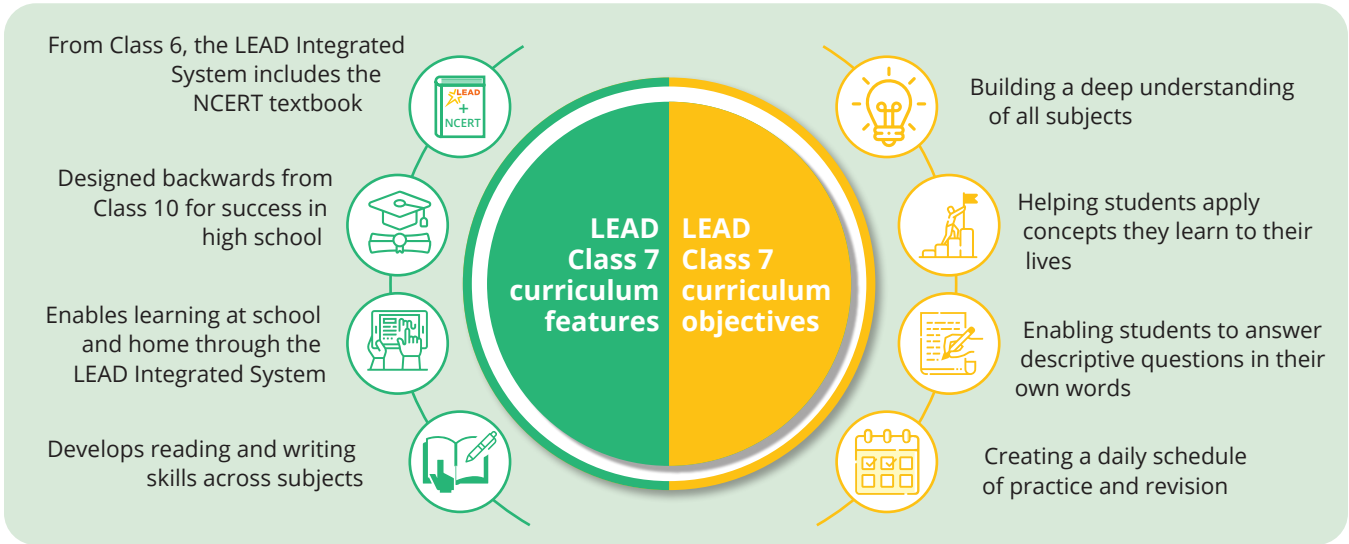 From Class 6, the LEAD Integrated
System includes the
NCERT textbook
LEAD
+
NCERT
Designed backwards from
Class 10 for success in
high school
Enables learning at school
and home through the
LEAD Integrated System
Develops reading and writing
skills across subjects
LEAD
Class 7
curriculum
features
LEAD
Class 7
curriculum
objectives
Building a deep understanding
of all subjects
Helping students apply
concepts they learn to their
lives
Enabling students to answer
descriptive questions in their
own words
Creating a daily schedule
of practice and revision